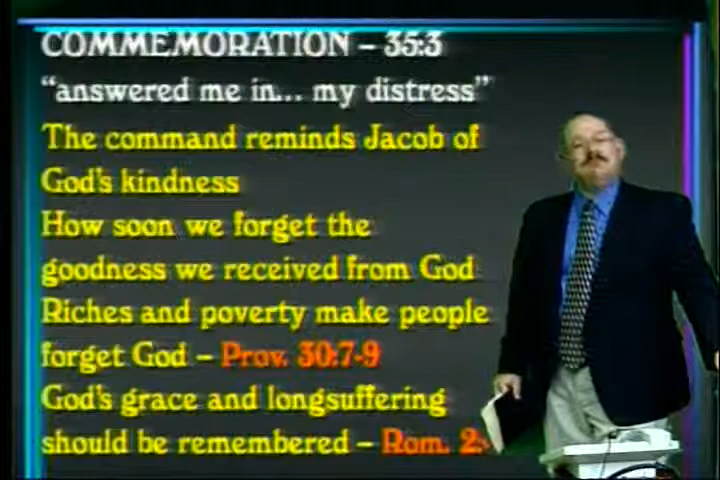 COMMEMORATION – 35:3
“answered me in... my distress”
The command reminds Jacob of
God's kindness
How soon we forget the
goodness we received from God
Riches and poverty make people
forget God – Prov. 30:7-9
God's grace and longsuffering
should be remembered – Rom. 2: